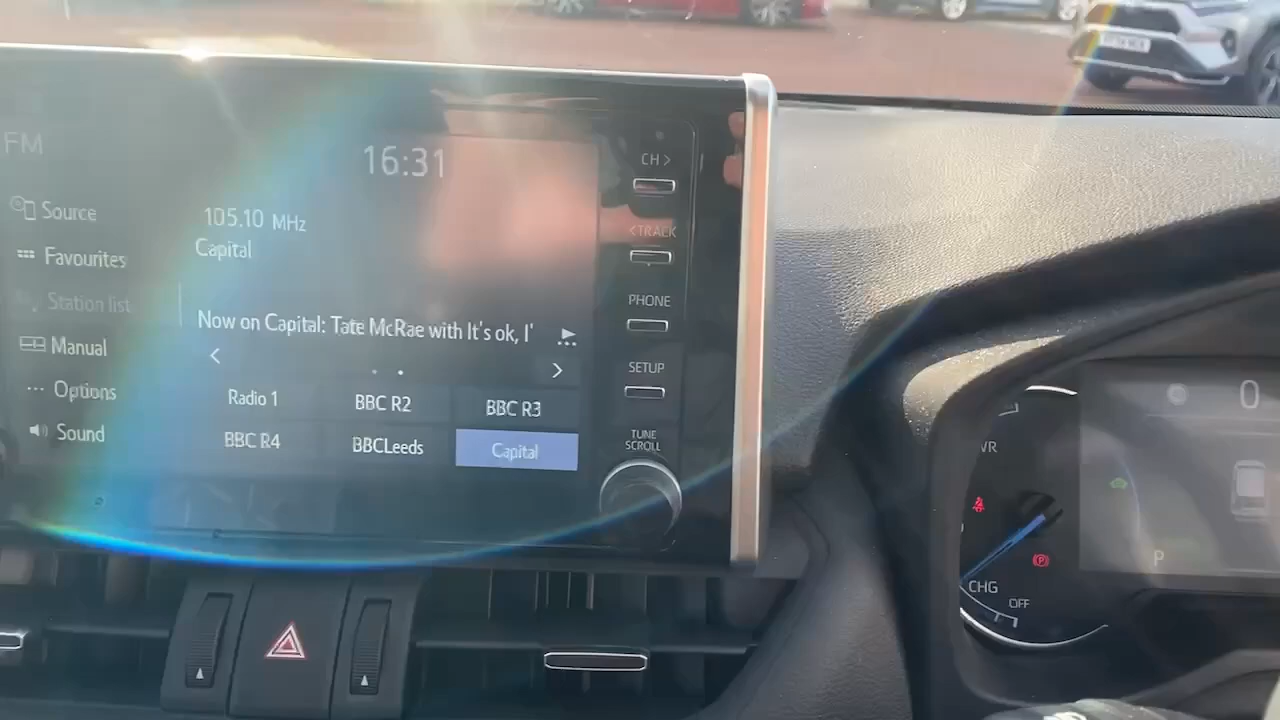 FM
16:31
CH >
Source
105.10 MHz
<TRACK
Favourites
Capital
Station list
PHONE
Now on Capital: Tate McRae with It's ok, I'
Manual
SETUP
Options
Radio 1
BBC R2
BBC R3
Sound
BBC R4
BBCLeeds
Capital
TUNE
SCROLL
0
P
CHG
OFF